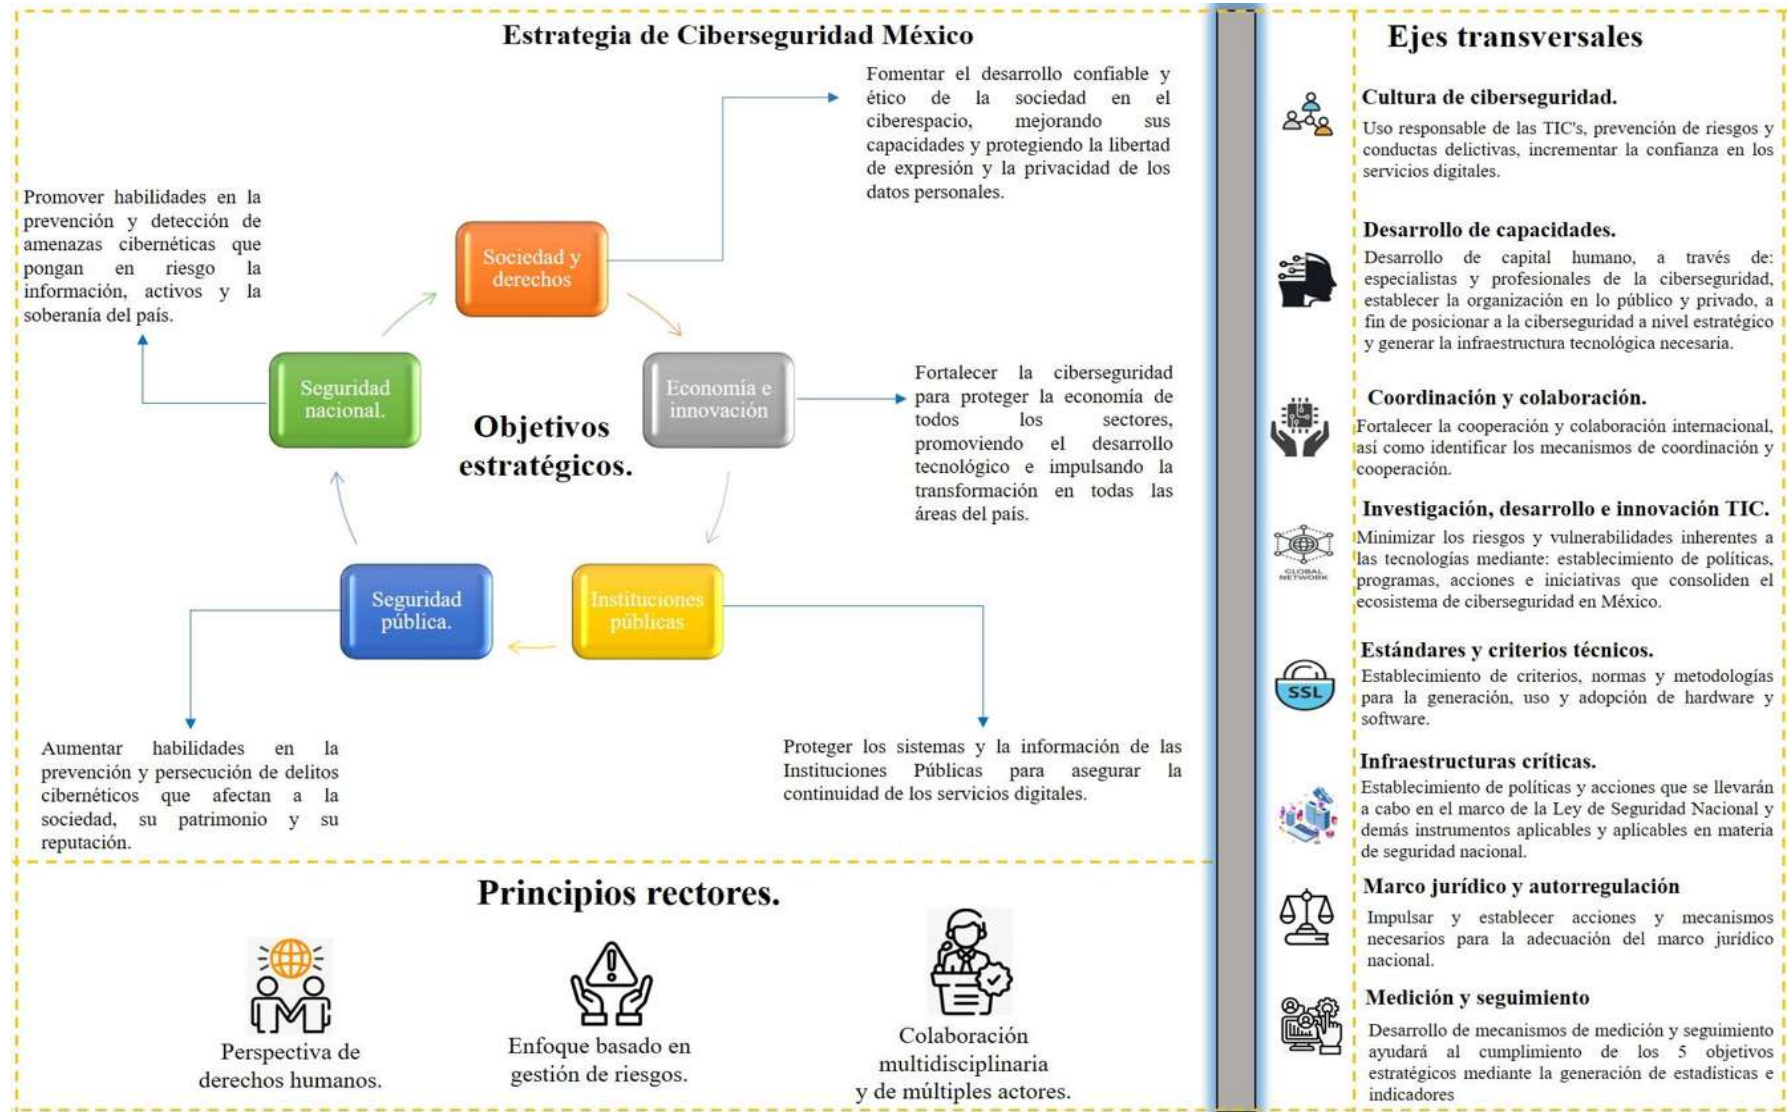 Estrategia de Ciberseguridad México
Fomentar el desarrollo confiable y
ético de la sociedad en el
ciberespacio, mejorando sus
capacidades y protegiendo la libertad
de expresión y la privacidad de los
datos personales.
Promover habilidades en la
prevención y detección de
amenazas cibernéticas que
pongan en riesgo la
información, activos y la
soberanía del país.
Sociedad y
derechos
Seguridad
nacional.
Economía e
innovación
Objetivos
estratégicos.
Fortalecer la ciberseguridad
para proteger la economía de
todos los sectores,
promoviendo el desarrollo
tecnológico e impulsando la
transformación en todas las
áreas del país.
Seguridad
pública.
Instituciones
públicas
Aumentar habilidades en la
prevención y persecución de delitos
cibernéticos que afectan a la
sociedad, su patrimonio y su
reputación.
Proteger los sistemas y la información de las
Instituciones Públicas para asegurar la
continuidad de los servicios digitales.
Principios rectores.
Perspectiva de
derechos humanos.
Enfoque basado en
gestión de riesgos.
Colaboración
multidisciplinaria
y de múltiples actores.
Ejes transversales
Cultura de ciberseguridad.
Uso responsable de las TIC's, prevención de riesgos y
conductas delictivas, incrementar la confianza en los
servicios digitales.
Desarrollo de capacidades.
Desarrollo de capital humano, a través de:
especialistas y profesionales de la ciberseguridad,
establecer la organización en lo público y privado, a
fin de posicionar a la ciberseguridad a nivel estratégico
y generar la infraestructura tecnológica necesaria.
Coordinación y colaboración.
Fortalecer la cooperación y colaboración internacional,
así como identificar los mecanismos de coordinación y
cooperación.
Investigación, desarrollo e innovación TIC.
Minimizar los riesgos y vulnerabilidades inherentes a
las tecnologías mediante: establecimiento de políticas,
programas, acciones e iniciativas que consoliden el
ecosistema de ciberseguridad en México.
GLOBAL
NETWORK
Estándares y criterios técnicos.
Establecimiento de criterios, normas y metodologías
para la generación, uso y adopción de hardware y
software.
SSL
Infraestructuras críticas.
Establecimiento de políticas y acciones que se llevarán
a cabo en el marco de la Ley de Seguridad Nacional y
demás instrumentos aplicables y aplicables en materia
de seguridad nacional.
Marco jurídico y autorregulación
Impulsar y establecer acciones y mecanismos
necesarios para la adecuación del marco jurídico
nacional.
Medición y seguimiento
Desarrollo de mecanismos de medición y seguimiento
ayudará al cumplimiento de los 5 objetivos
estratégicos mediante la generación de estadísticas e
indicadores